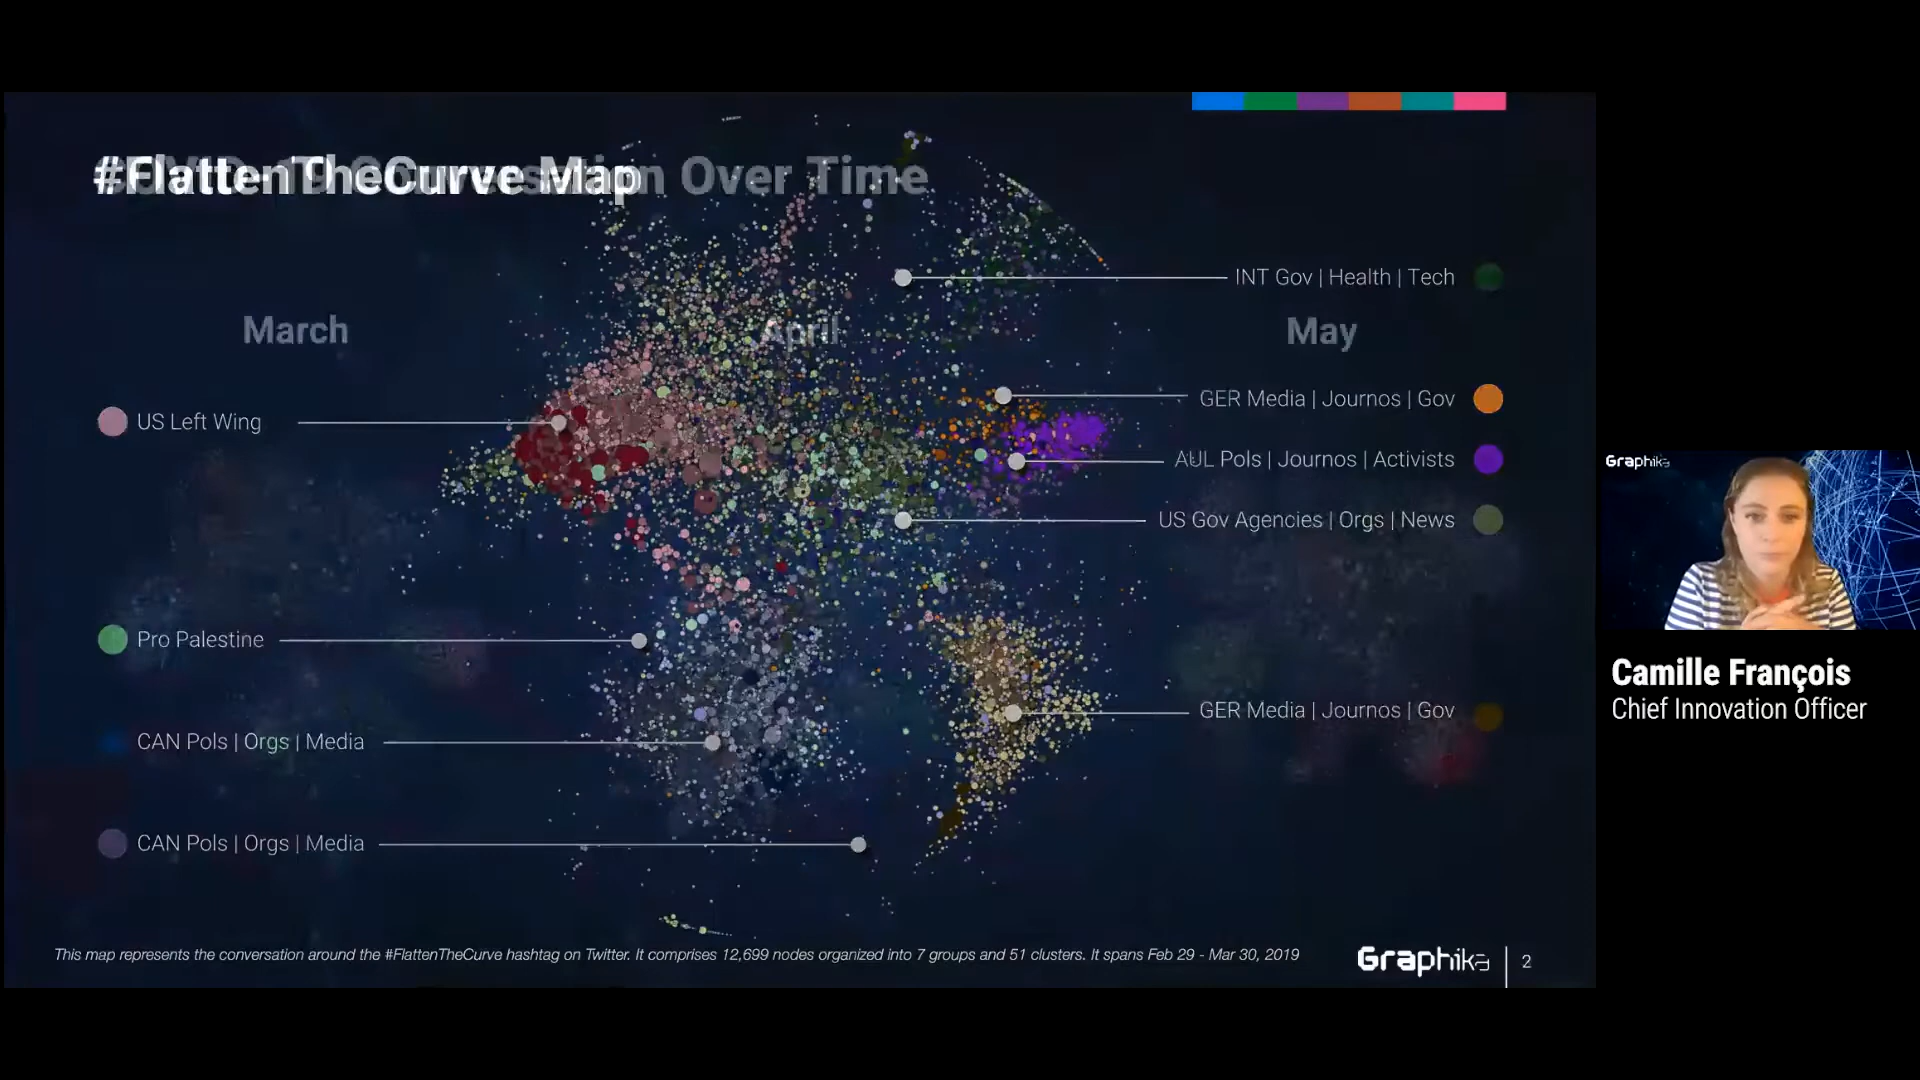 #FlattenTheCurve Map
Over Time
March
April
May
INT Gov | Health | Tech
GER Media | Journos | Gov
US Left Wing
AUL Pols | Journos | Activists
US Gov Agencies | Orgs | News
Graphika
Pro Palestine
Camille François
Chief Innovation Officer
GER Media | Journos | Gov
CAN Pols | Orgs | Media
CAN Pols | Orgs | Media
This map represents the conversation around the #FlattenTheCurve hashtag on Twitter. It comprises 12,699 nodes organized into 7 groups and 51 clusters. It spans Feb 29 - Mar 30, 2019
Graphika
2